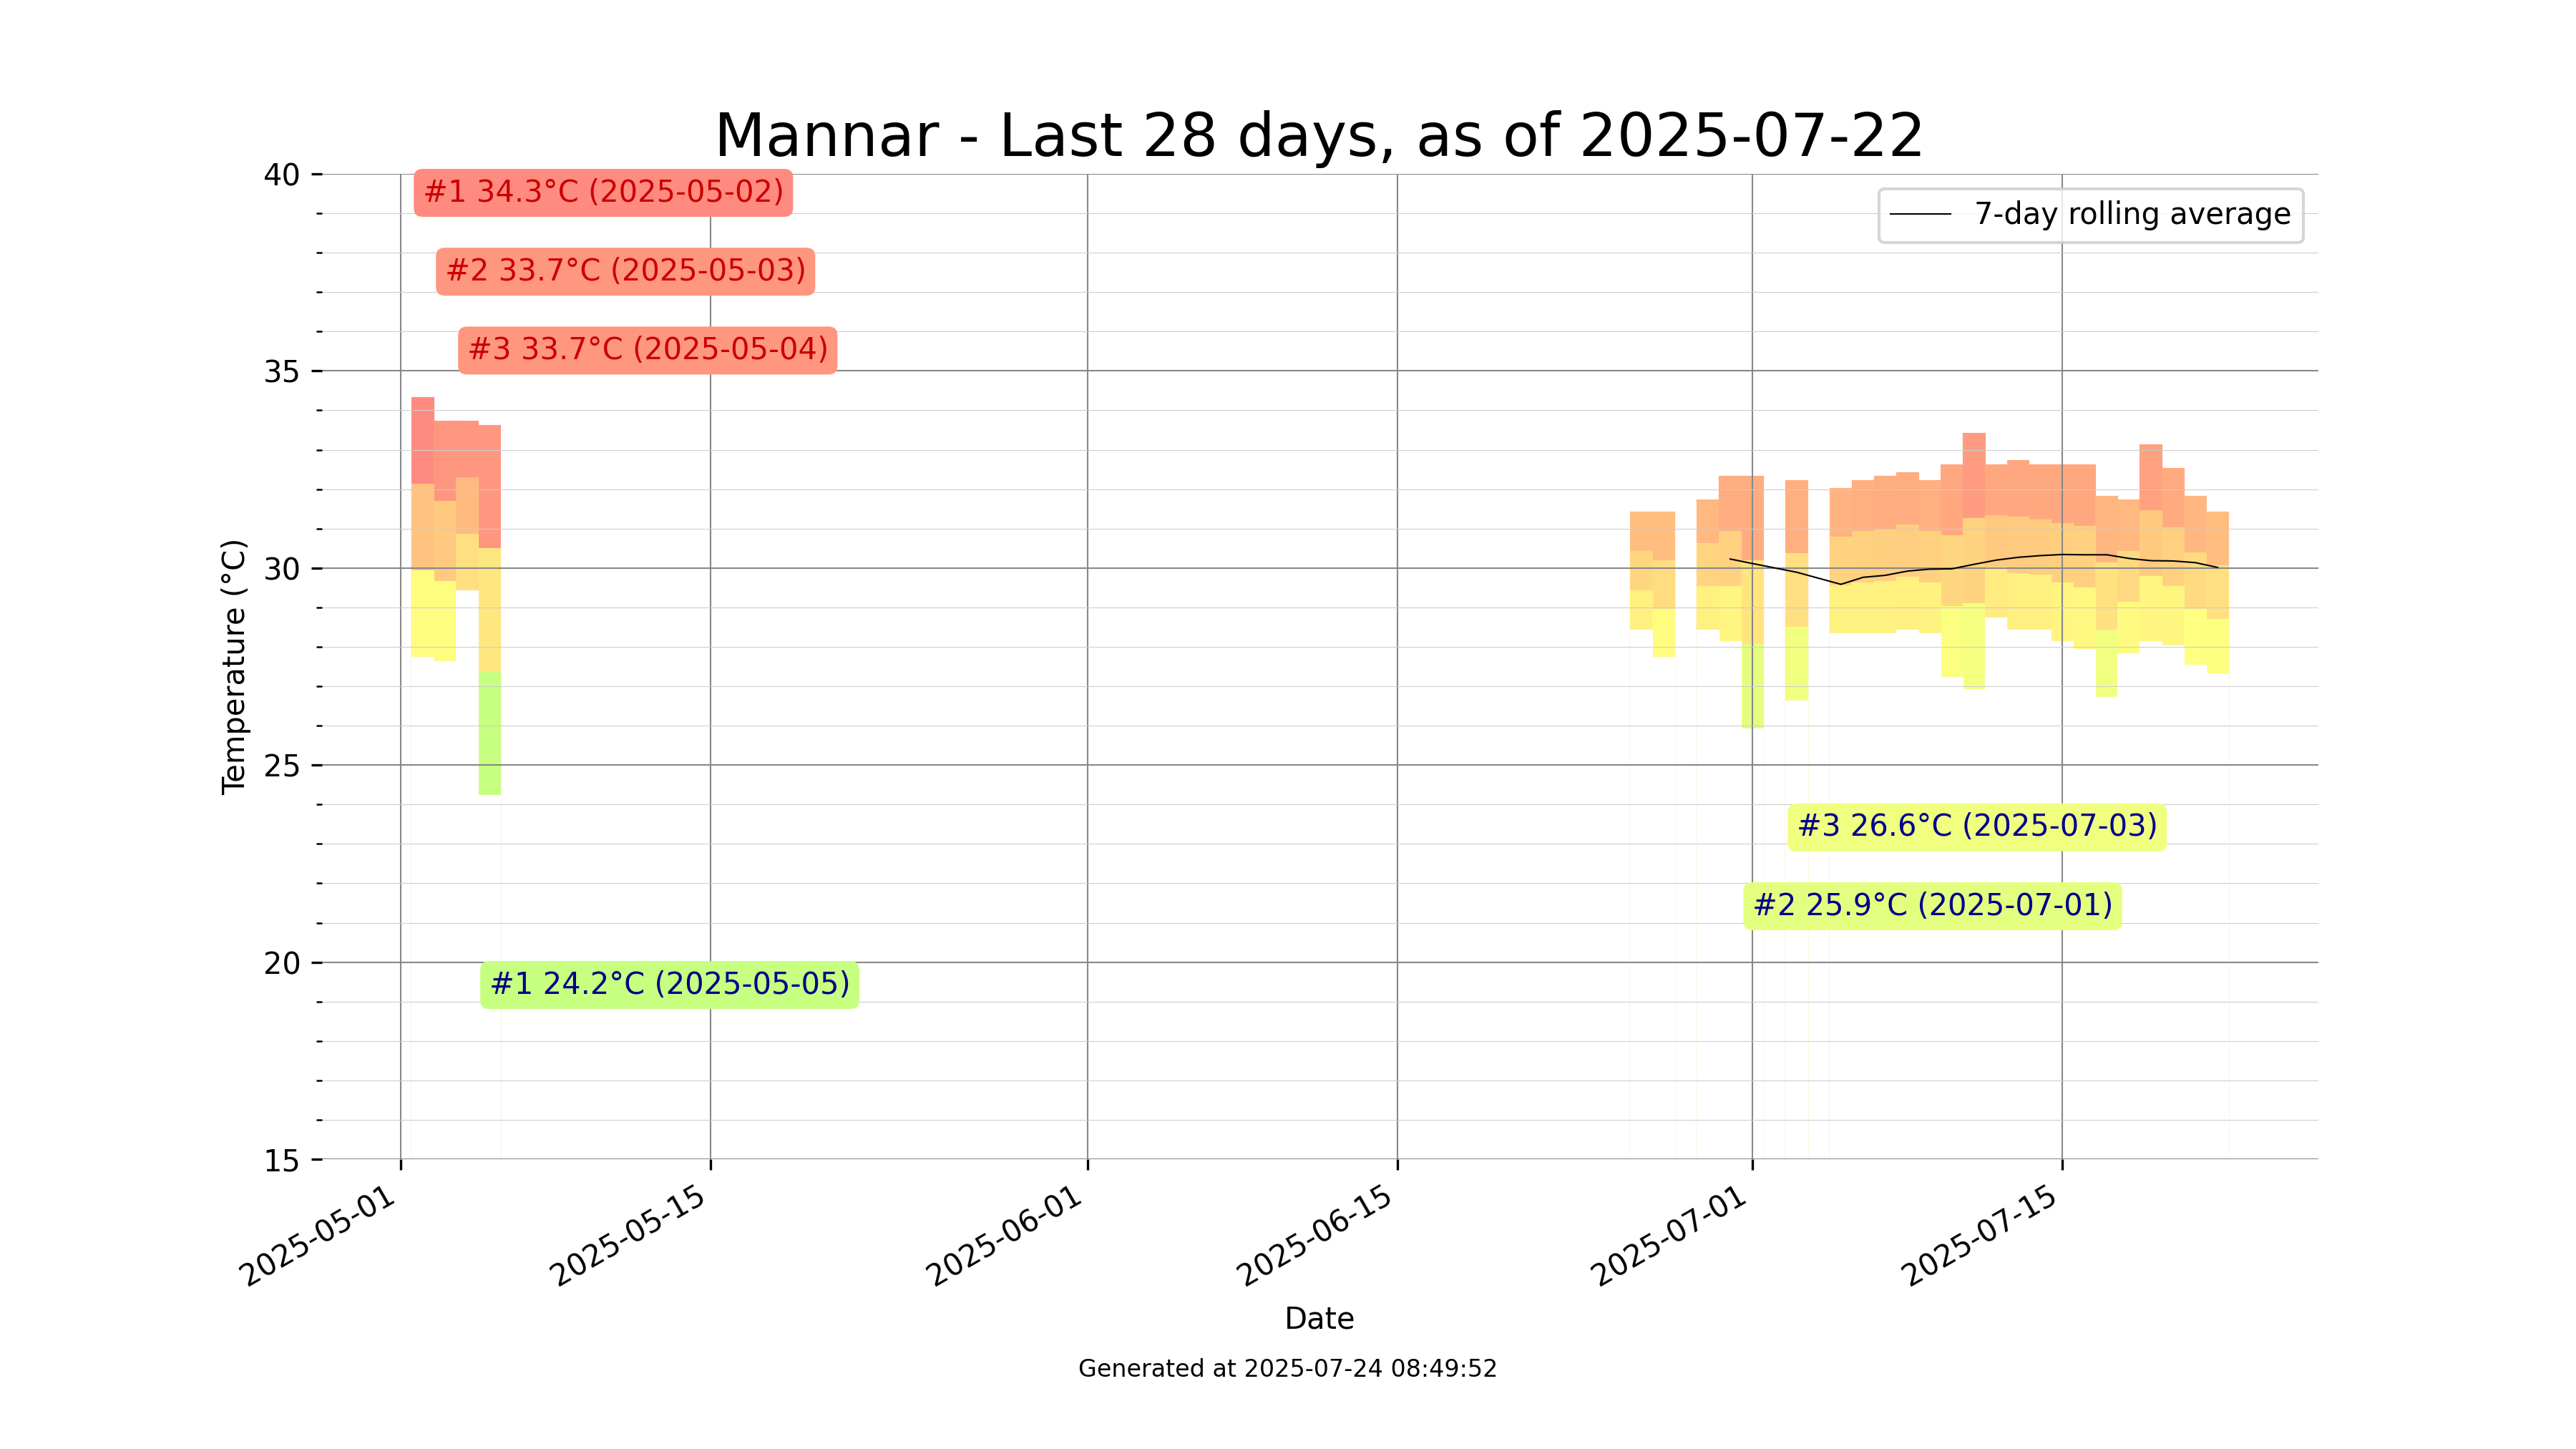 Mannar - Last 28 days, as of 2025-07-22
40
#1 34.3°C (2025-05-02)
7-day rolling average
#2 33.7°C (2025-05-03)
#3 33.7°C (2025-05-04)
35
30
Temperature (°C)
25
#3 26.6°C (2025-07-03)
#2 25.9°C (2025-07-01)
20
#1 24.2°C (2025-05-05)
15
2025-05-01
2025-05-15
2025-06-01
2025-06-15
2025-07-01
2025-07-15
Date
Generated at 2025-07-24 08:49:52